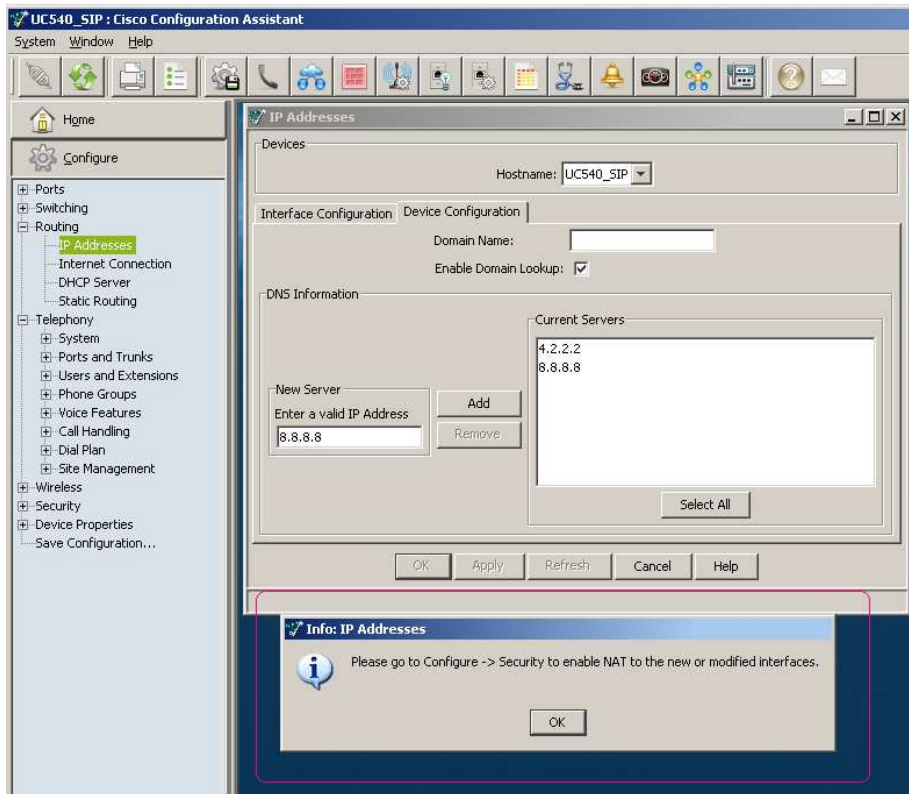 UC540_SIP : Cisco Configuration Assistant
System Window Help
Home
Configure
Ports
Switching
Routing
IP Addresses
Internet Connection
DHCP Server
Static Routing
Telephony
System
Ports and Trunks
Users and Extensions
Phone Groups
Voice Features
Call Handling
Dial Plan
Site Management
Wireless
Security
Device Properties
Save Configuration...
IP Addresses
Devices
Hostname: UC540_SIP
Interface Configuration Device Configuration
Domain Name:
Enable Domain Lookup:
DNS Information
Current Servers
4.2.2.2
8.8.8.8
New Server
Enter a valid IP Address
8.8.8.8
Add
Remove
Select All
OK Apply Refresh Cancel Help
Info: IP Addresses
Please go to Configure -> Security to enable NAT to the new or modified interfaces.
OK